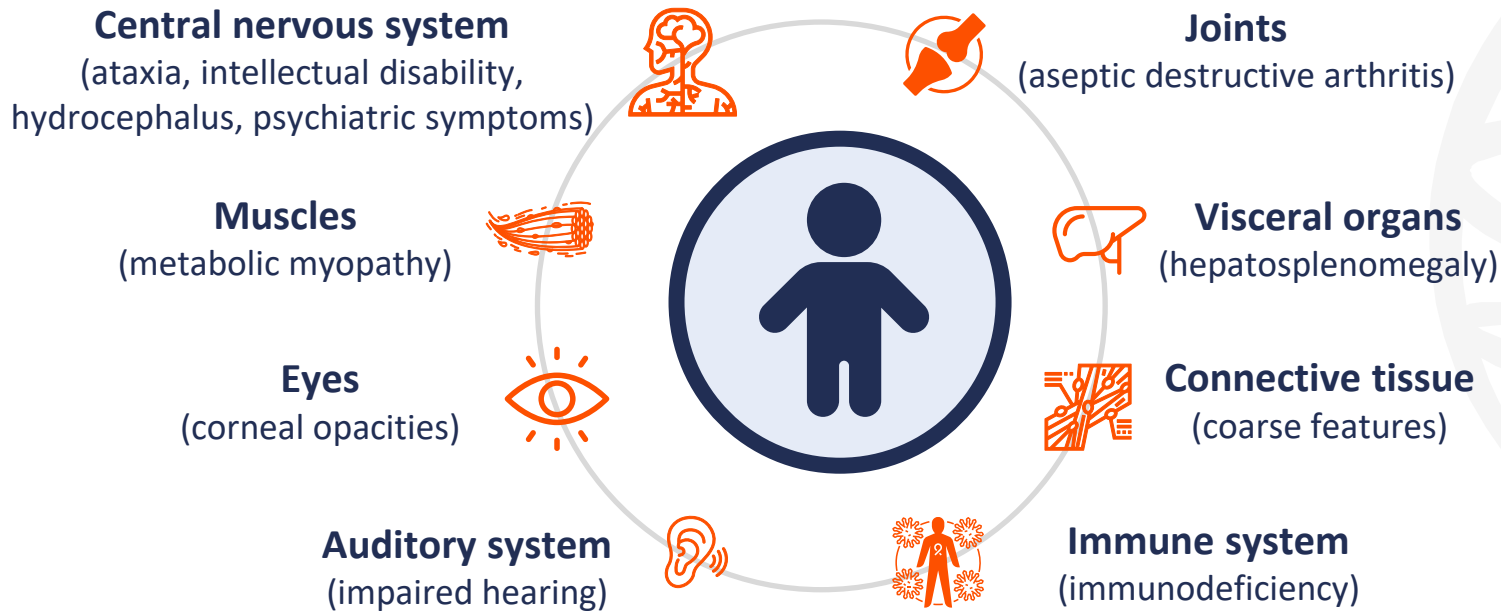 Central nervous system
(ataxia, intellectual disability,
hydrocephalus, psychiatric symptoms)
Joints
(aseptic destructive arthritis)
Muscles
(metabolic myopathy)
Visceral organs
(hepatosplenomegaly)
Eyes
(corneal opacities)
Connective tissue
(coarse features)
Auditory system
(impaired hearing)
Immune system
(immunodeficiency)